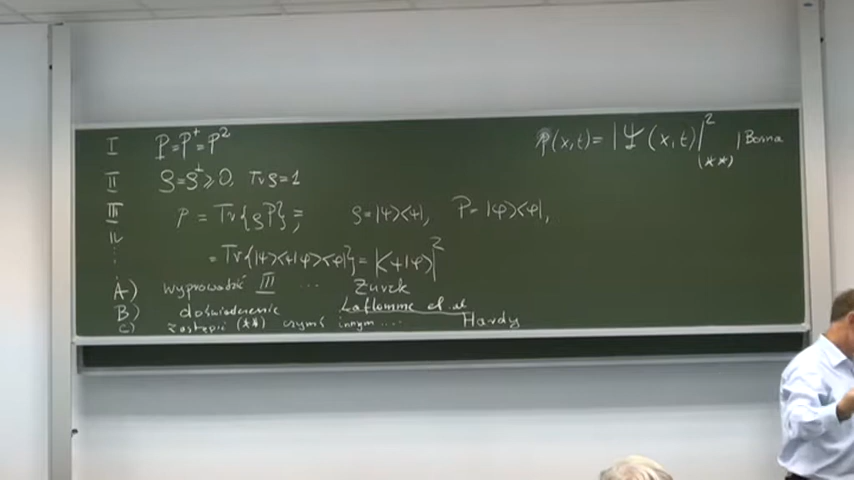 I P=P⁺=P²
p(x,t)=|Ψ(x,t)|² | Borna
(**)
II ρ=ρ⁺⩾0, Trρ=1
III p = Tr{ρP} = ρ=|ψ><ψ|, P=|φ><φ|,
IV
= Tr{|ψ><ψ|φ><φ|} = |<ψ|φ>|²
A) wyprowadzić III ... Zurek
B) doświadczenie Laflamme et al
C) zastąpić (**) czymś innym .... Hardy